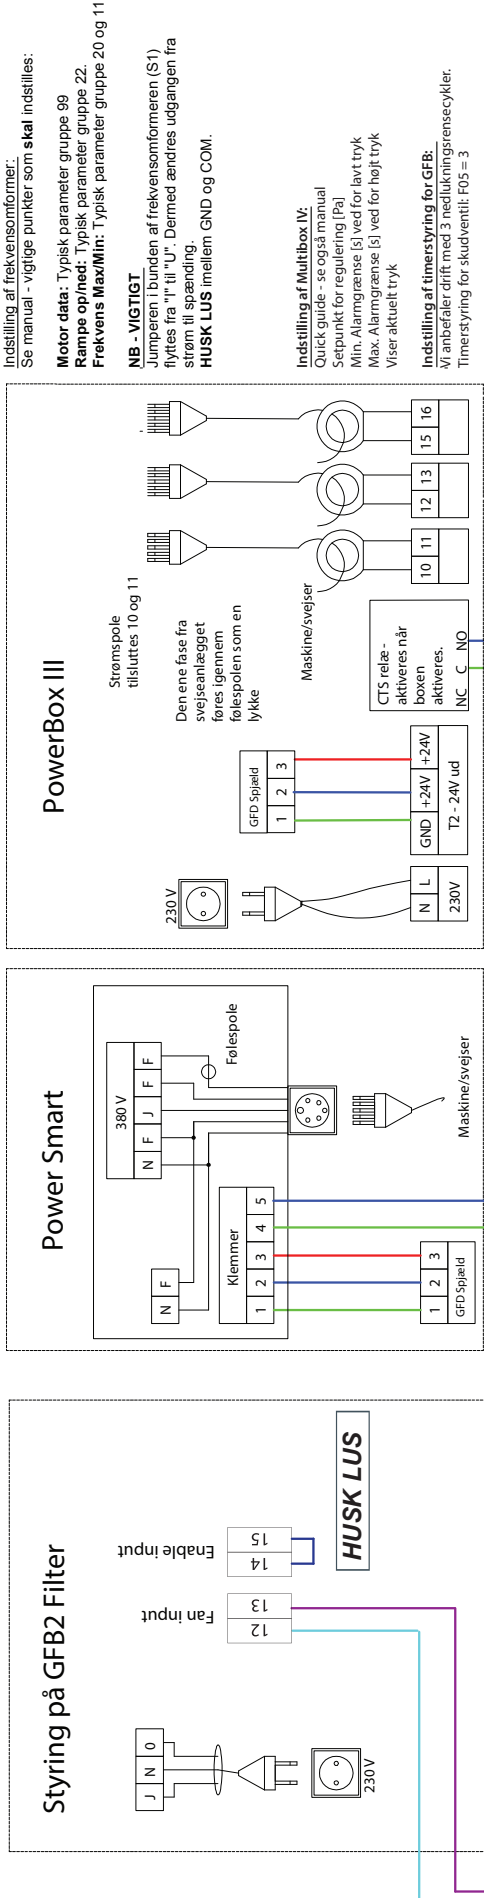 Indstilling af frekvensomformer:
Se manual - vigtige punkter som skal indstilles:
Motor data: Typisk parameter gruppe 99
Rampe op/ned: Typisk parameter gruppe 22.
Frekvens Max/Min: Typisk parameter gruppe 20 og 11
NB - VIGTIGT
Jumperen i bunden af frekvensomformeren (S1)
flyttes fra "I" til "U". Dermed ændres udgangen fra
strøm til spænding.
HUSK LUS imellem GND og COM.
Indstilling af Multibox IV:
Quick guide - se også manual
Setpunkt for regulering [Pa]
Min. Alarmgrænse [s] ved for lavt tryk
Max. Alarmgrænse [s] ved for højt tryk
Viser aktuelt tryk
Indstilling af timerstyring for GFB:
Vi anbefaler drift med 3 nedlukningsrensecykler.
Timerstyring for skudventil: F05 = 3
PowerBox III
Strømspole
tilsluttes 10 og 11
Den ene fase fra
svejseanlægget
føres igennem
følespolen som en
lykke
Maskine/svejser
10 11
12 13
15 16
230 V
GFD Spjæld
1 2 3
N L
230V
GND +24V +24V
T2 - 24V ud
CTS relæ -
aktiveres når
boxen
aktiveres.
NC C NO
Power Smart
380 V
N F J F F
N F
Følespole
Klemmer
1 2 3 4 5
Maskine/svejser
1 2 3
GFD Spjæld
Styring på GFB2 Filter
J N 0
230 V
Fan input
12 13
Enable input
14 15
HUSK LUS